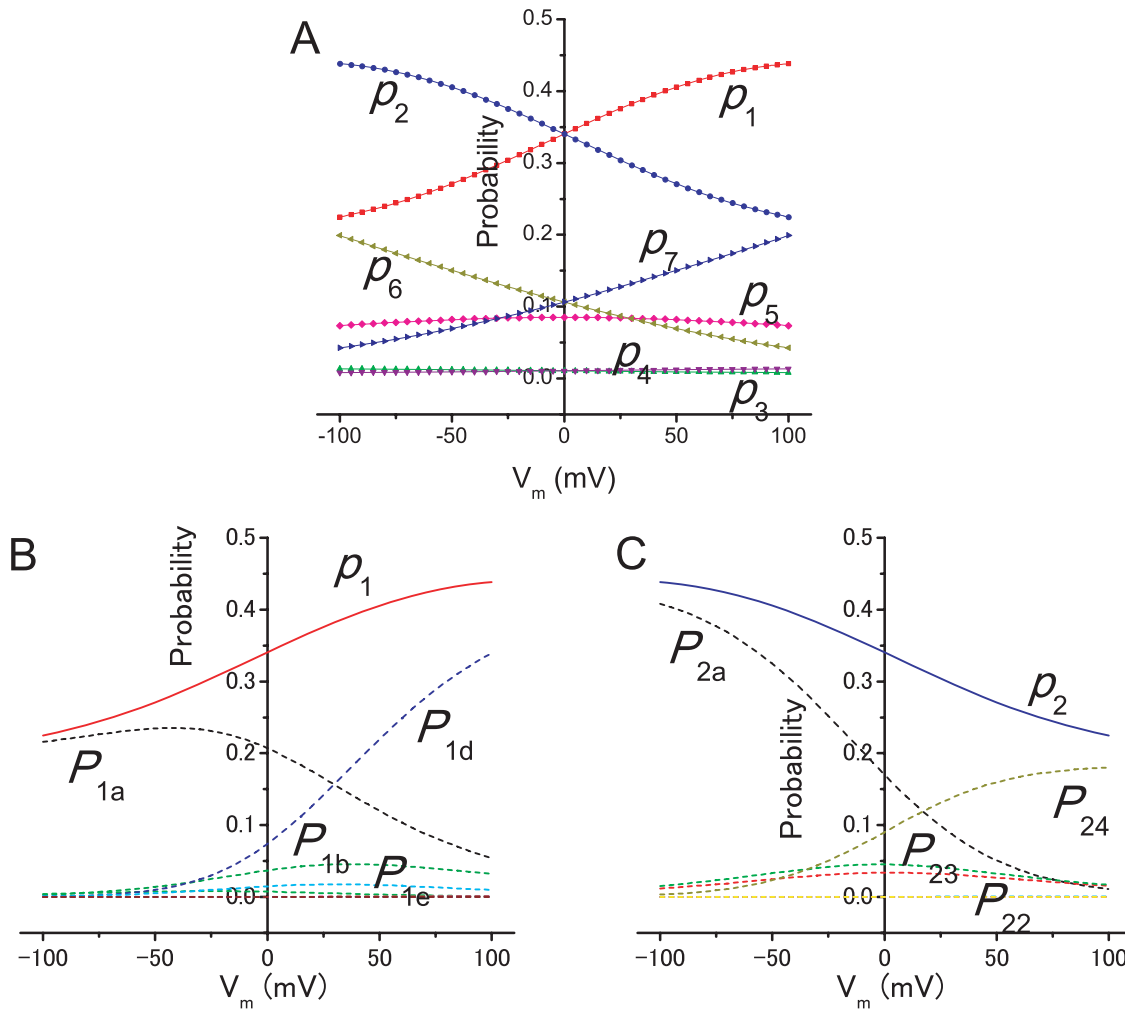 A
0.5
0.4
0.3
0.2
0.1
0.0
Probability
p2
p1
p6
p7
p5
p4
p3
-100
-50
0
50
100
Vm (mV)
B
0.5
0.4
0.3
0.2
0.1
0.0
Probability
p1
P1a
P1d
P1b
P1e
−100
−50
0
50
100
Vm (mV)
C
0.5
0.4
0.3
0.2
0.1
0.0
Probability
P2a
p2
P24
P23
P22
−100
−50
0
50
100
Vm (mV)